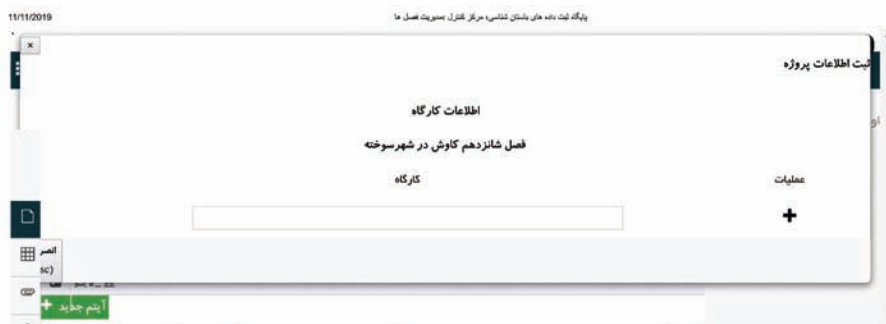 11/11/2019
پایگاه ثبت داده های باستان شناسی: مرکز کنترل :مدیریت فصل ها
×
ثبت اطلاعات پروژه
اطلاعات کارگاه
فصل شانزدهم کاوش در شهرسوخته
عملیات کارگاه
+
آیتم جدید +